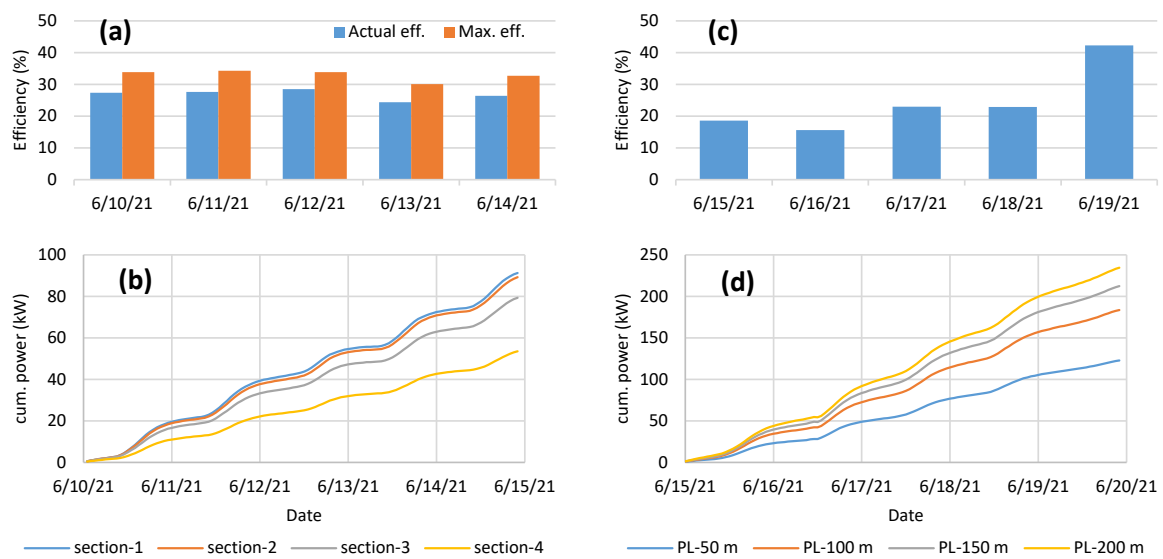 (a)
Actual eff.
Max. eff.
Efficiency (%)
50
40
30
20
10
0
6/10/21
6/11/21
6/12/21
6/13/21
6/14/21
(c)
Efficiency (%)
50
40
30
20
10
0
6/15/21
6/16/21
6/17/21
6/18/21
6/19/21
(b)
cum. power (kW)
100
80
60
40
20
0
6/10/21
6/11/21
6/12/21
6/13/21
6/14/21
6/15/21
Date
section-1
section-2
section-3
section-4
(d)
cum. power (kW)
250
200
150
100
50
0
6/15/21
6/16/21
6/17/21
6/18/21
6/19/21
6/20/21
Date
PL-50 m
PL-100 m
PL-150 m
PL-200 m